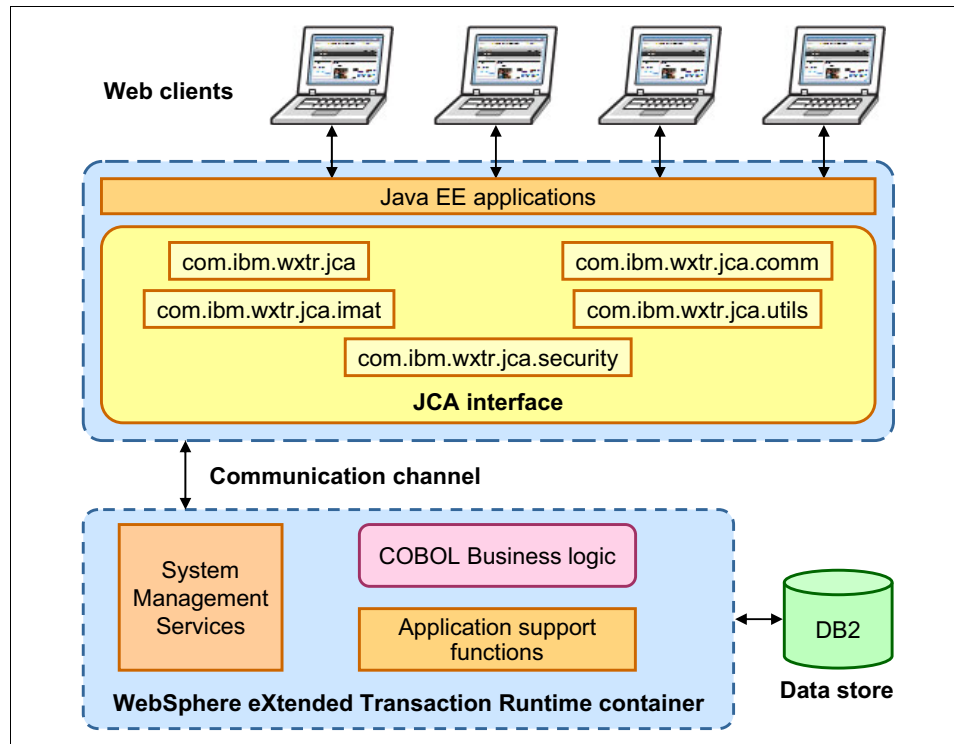 Web clients
Java EE applications
com.ibm.wxtr.jca
com.ibm.wxtr.jca.comm
com.ibm.wxtr.jca.imat
com.ibm.wxtr.jca.utils
com.ibm.wxtr.jca.security
JCA interface
Communication channel
System
Management
Services
COBOL Business logic
Application support
functions
WebSphere eXtended Transaction Runtime container
DB2
Data store